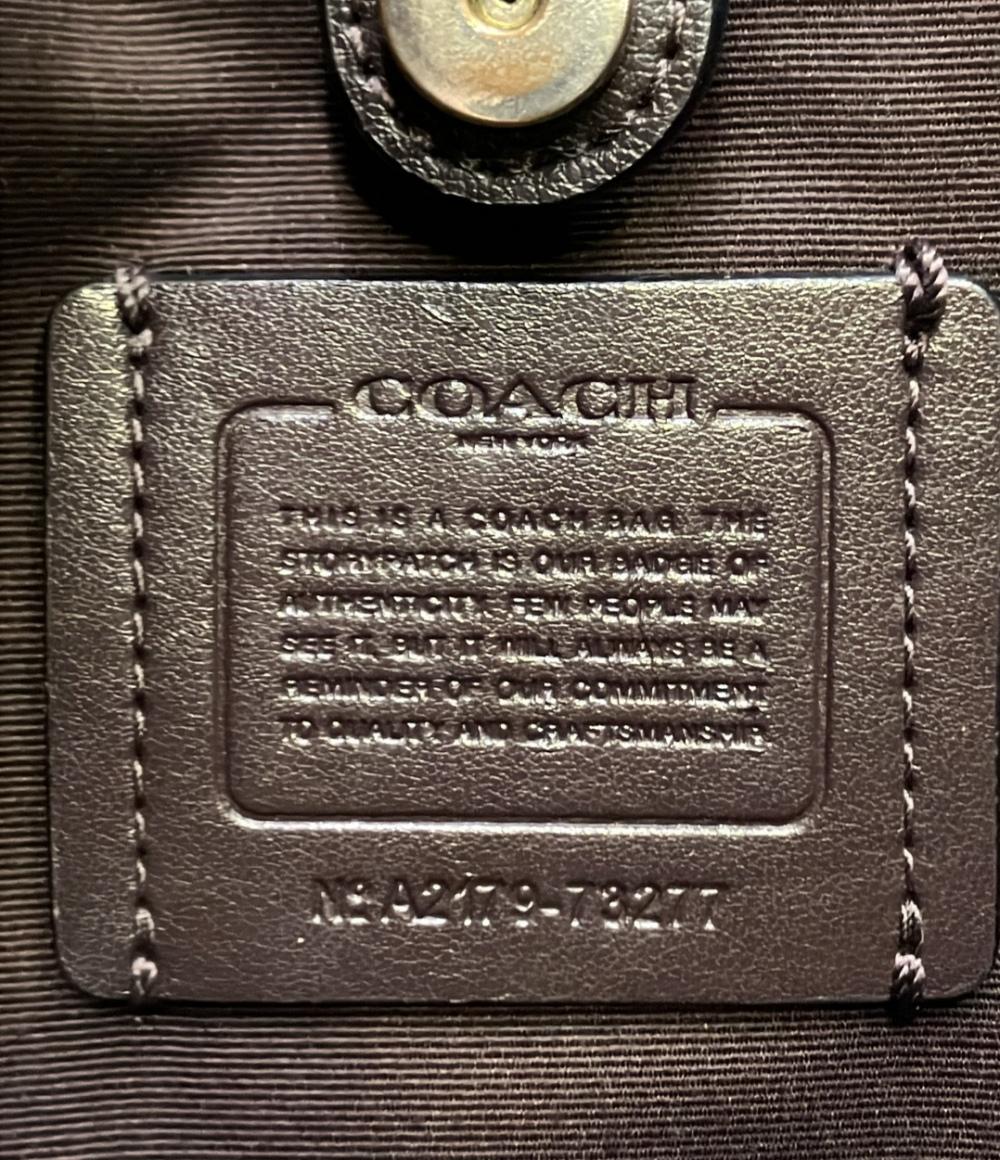 COACH
NEW YORK
THIS IS A COACH BAG. THIS
STORYPATCH IS OUR BADGE OF
AUTHENTICITY. FEW PEOPLE MAY
SEE IT, BUT IT WILL ALWAYS BE A
REMINDER OF OUR COMMITMENT
TO QUALITY AND CRAFTSMANSHIP.
Nº A2179-73277